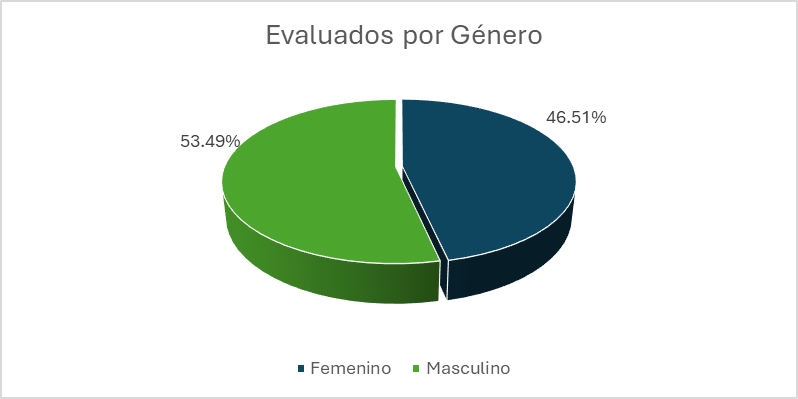 Evaluados por Género
46.51%
53.49%
Femenino
Masculino